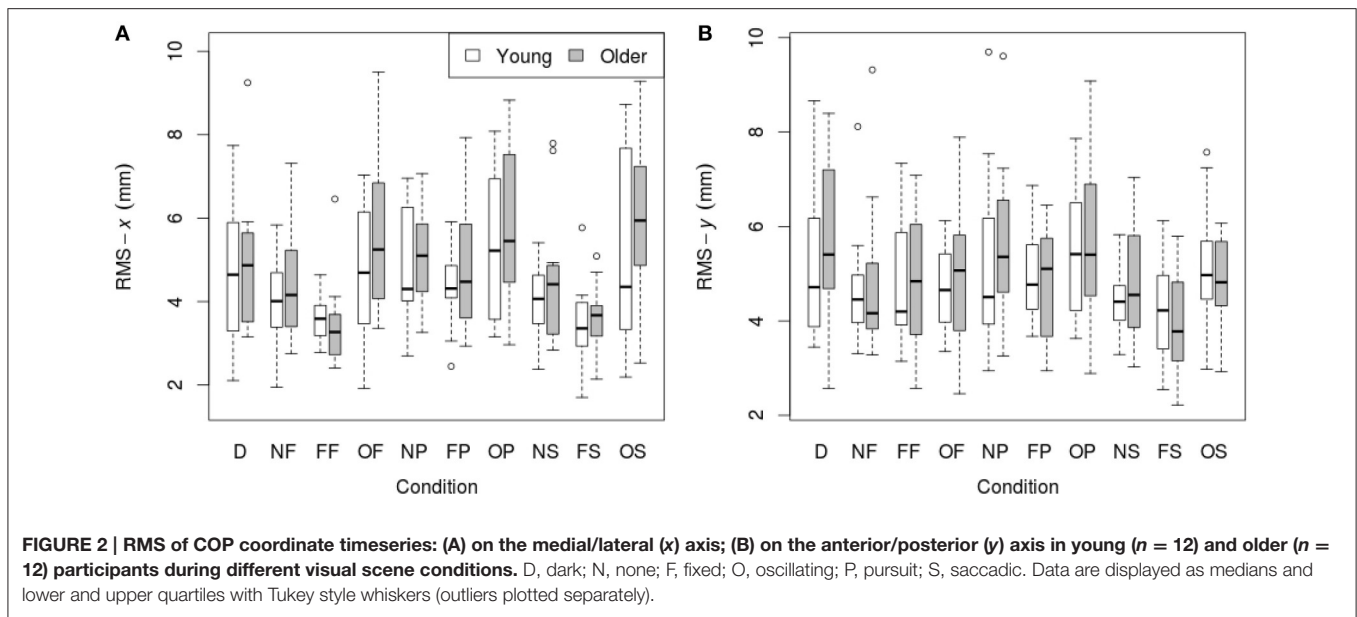 A
B
Young Older
10
8
6
4
2
RMS – x (mm)
D NF FF OF NP FP OP NS FS OS
Condition
10
8
6
4
2
RMS – y (mm)
D NF FF OF NP FP OP NS FS OS
Condition
FIGURE 2 | RMS of COP coordinate timeseries: (A) on the medial/lateral (x) axis; (B) on the anterior/posterior (y) axis in young (n = 12) and older (n =
12) participants during different visual scene conditions. D, dark; N, none; F, fixed; O, oscillating; P, pursuit; S, saccadic. Data are displayed as medians and
lower and upper quartiles with Tukey style whiskers (outliers plotted separately).